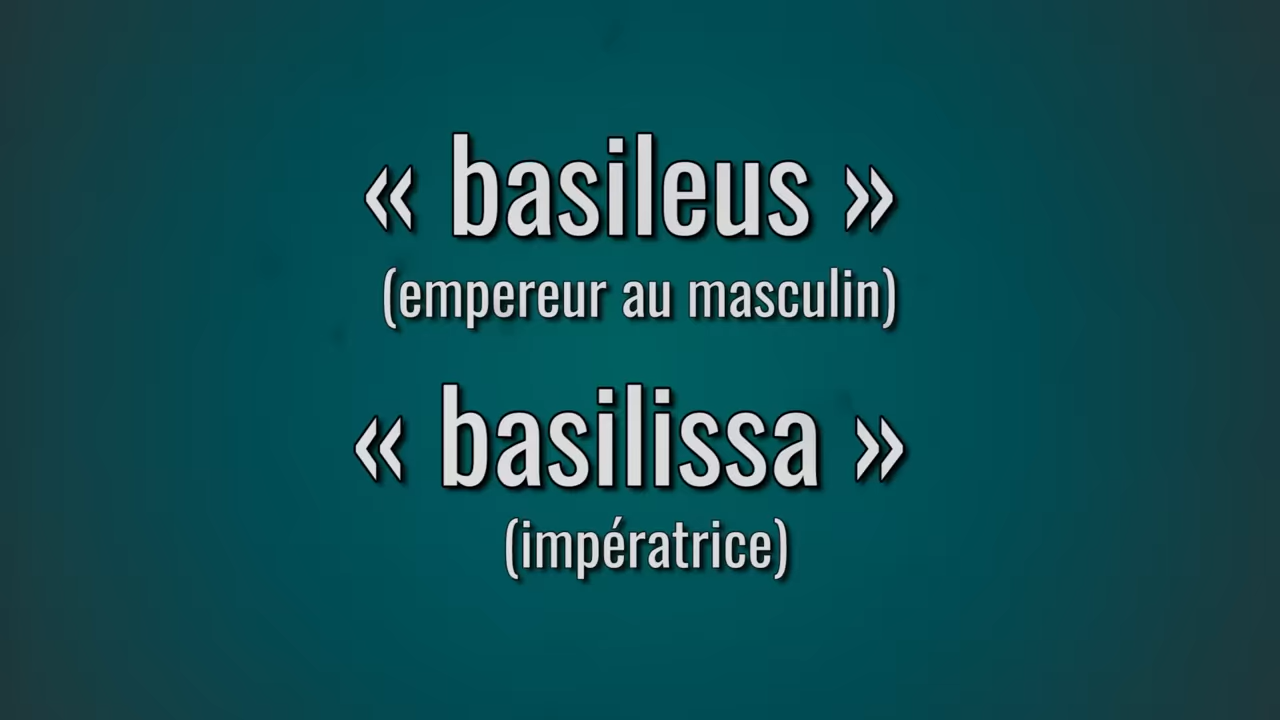 « basileus »
(empereur au masculin)
« basilissa »
(impératrice)